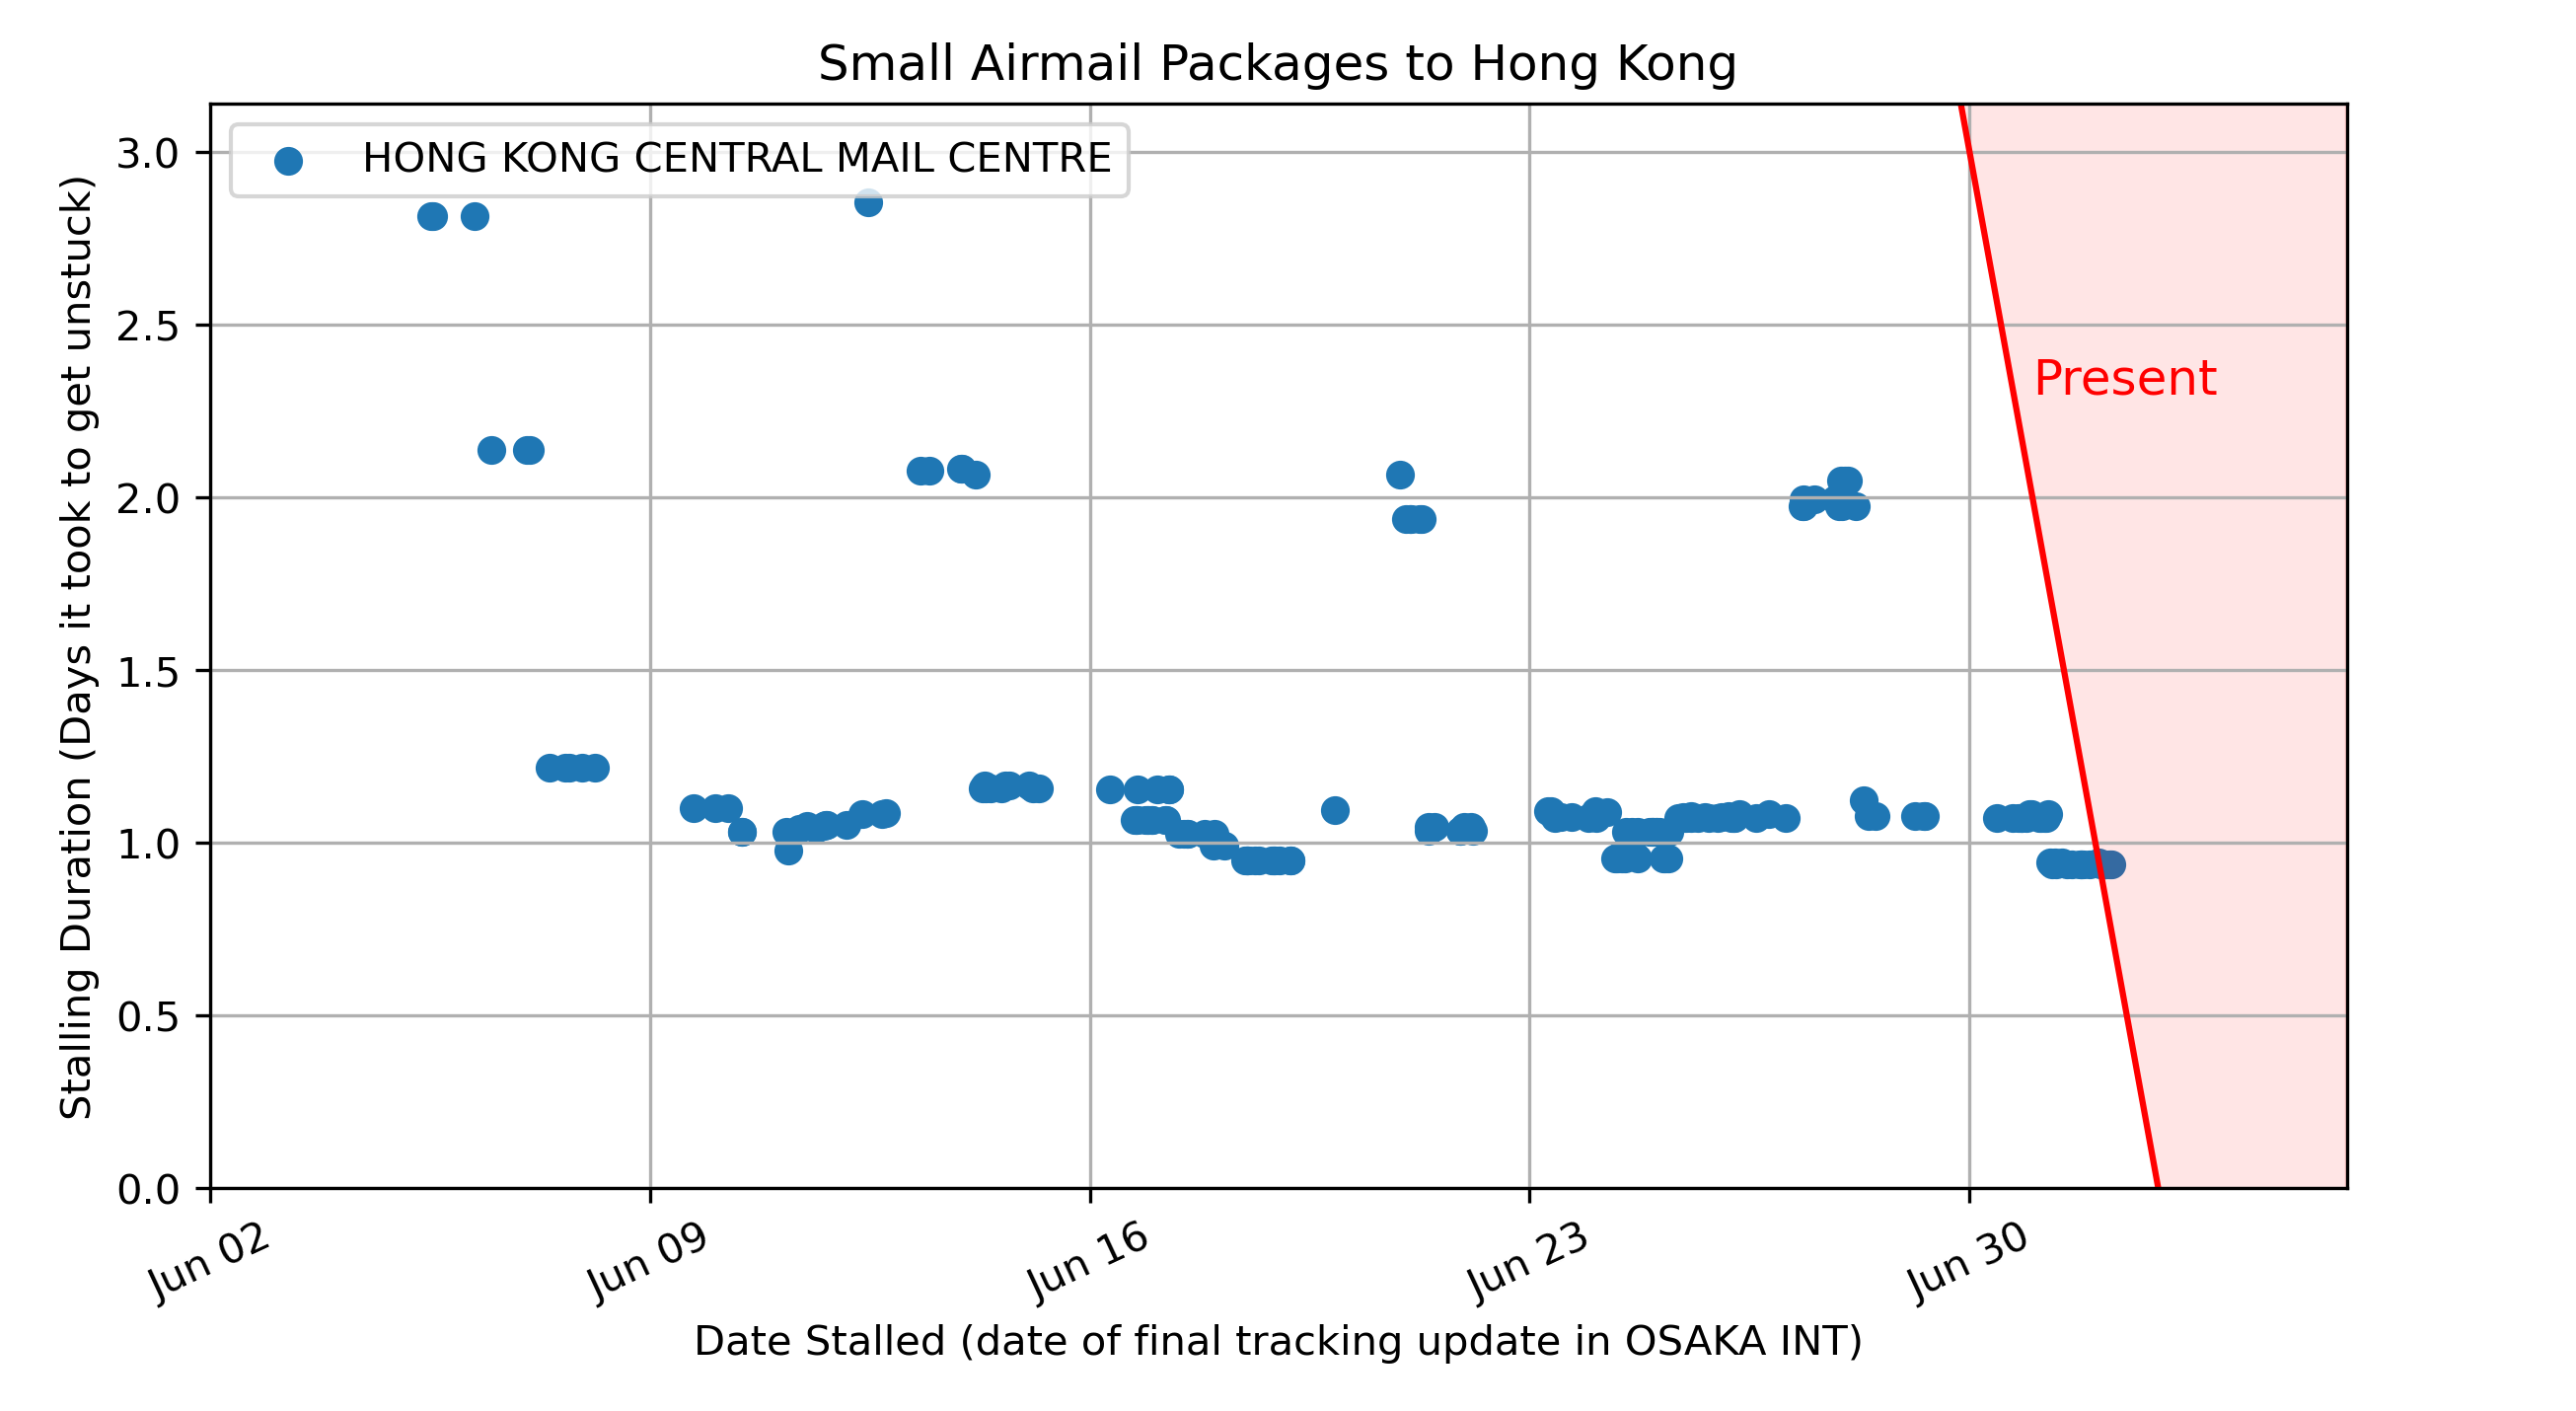 Small Airmail Packages to Hong Kong
HONG KONG CENTRAL MAIL CENTRE
Present
Stalling Duration (Days it took to get unstuck)
3.0
2.5
2.0
1.5
1.0
0.5
0.0
Jun 02
Jun 09
Jun 16
Jun 23
Jun 30
Date Stalled (date of final tracking update in OSAKA INT)